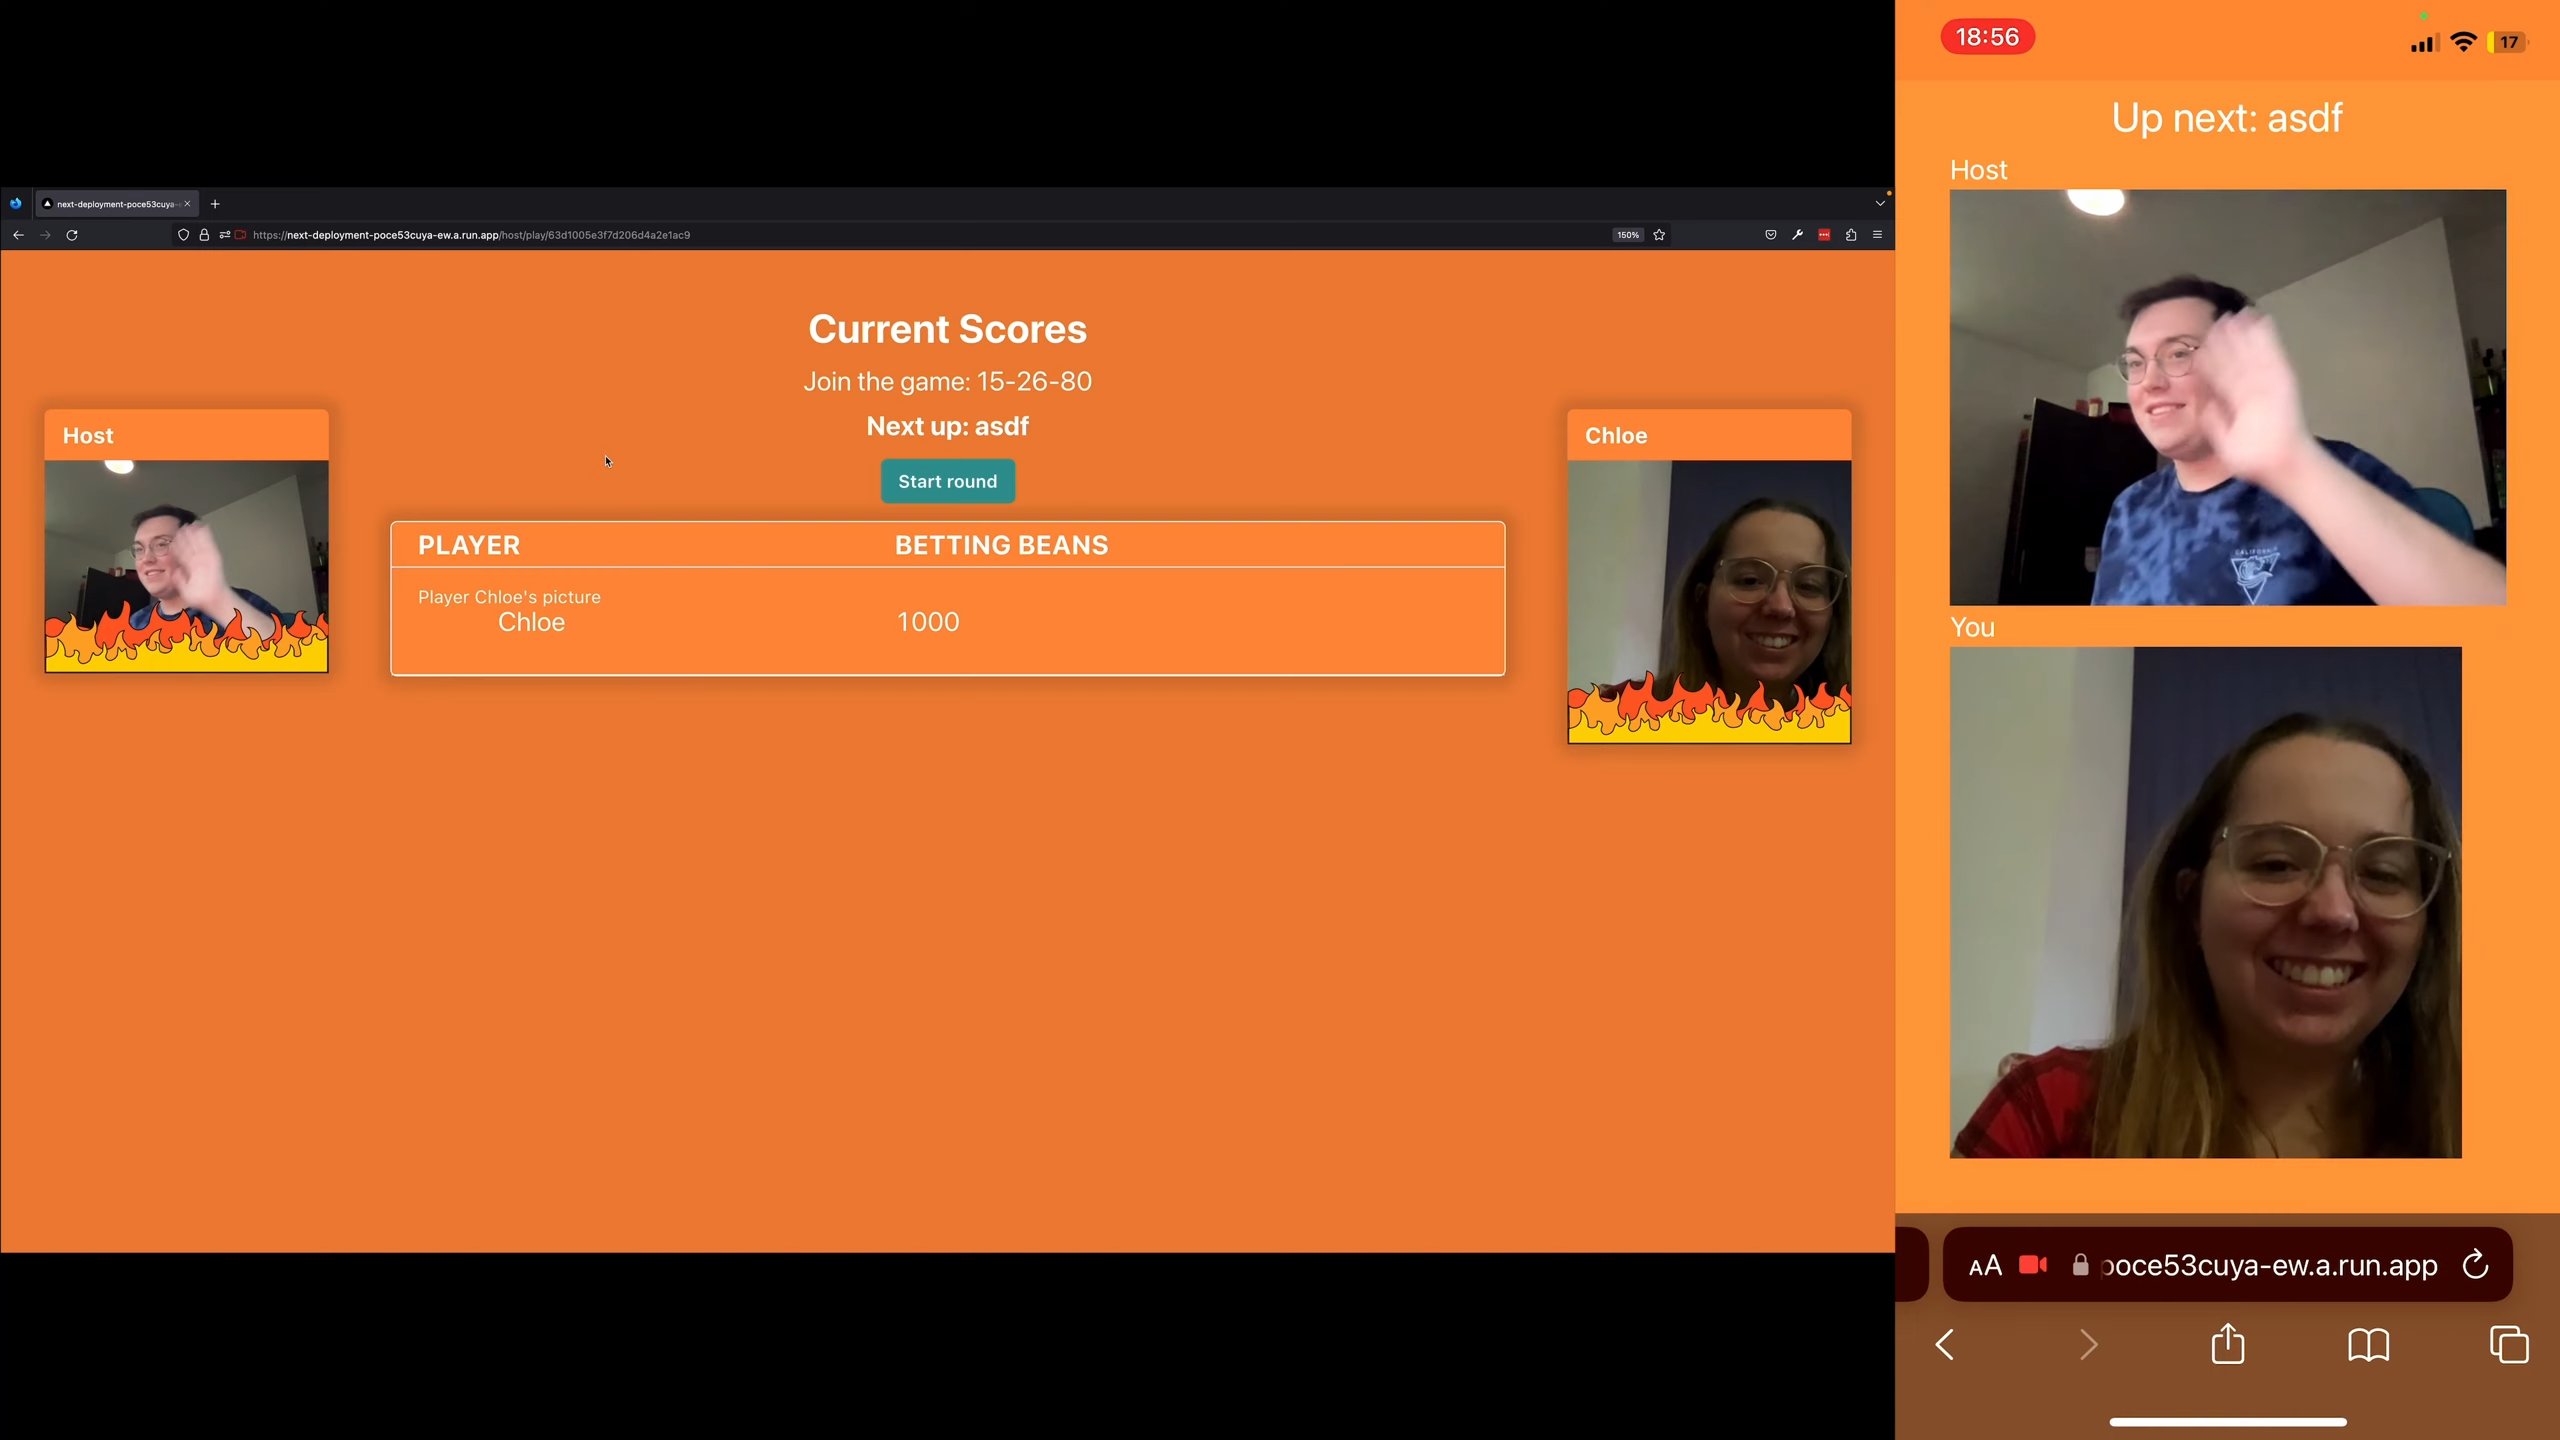 next-deployment-poce53cuya-
https://next-deployment-poce53cuya-ew.a.run.app/host/play/63d1005e3f7d206d4a2e1ac9
150%
Current Scores
Join the game: 15-26-80
Next up: asdf
Start round
Host
PLAYER BETTING BEANS
Player Chloe's picture
Chloe 1000
Chloe
18:56
17
Up next: asdf
Host
CALIFORNIA
You
AA poce53cuya-ew.a.run.app